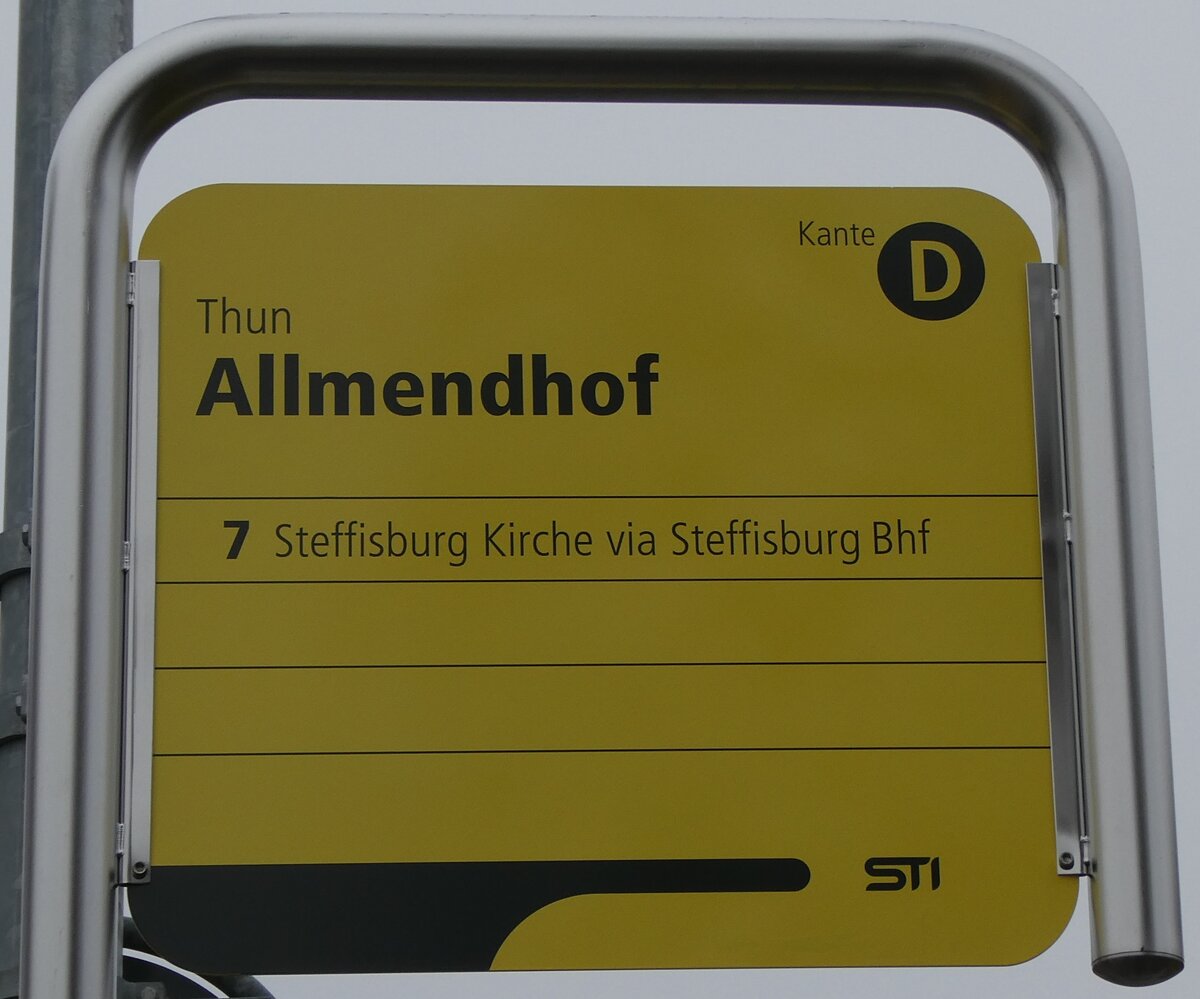 Kante D
Thun
Allmendhof
7 Steffisburg Kirche via Steffisburg Bhf
STI